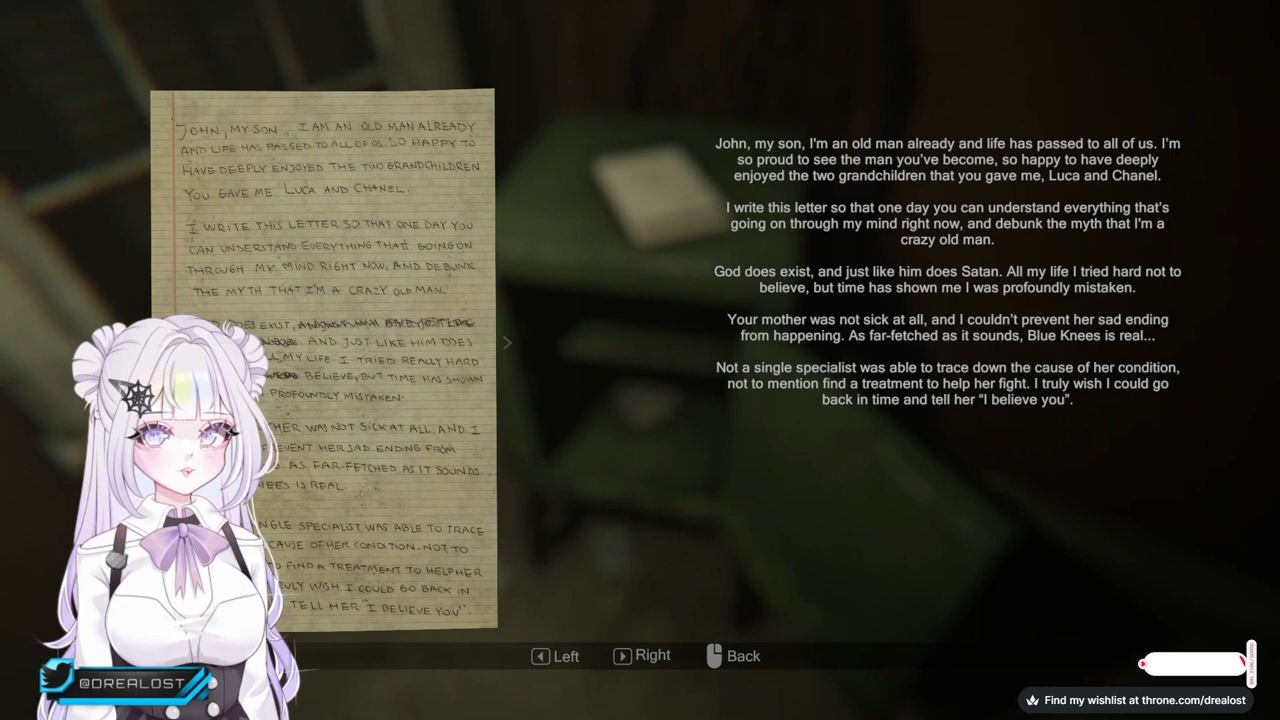 JOHN, MY SON, I AM AN OLD MAN ALREADY
AND LIFE HAS PASSED TO ALL OF US. SO HAPPY TO
HAVE DEEPLY ENJOYED THE TWO GRANDCHILDREN
YOU GAVE ME. LUCA AND CHANEL.
I WRITE THIS LETTER SO THAT ONE DAY YOU
CAN UNDERSTAND EVERYTHING THAT'S GOING ON
THROUGH MY MIND RIGHT NOW, AND DEBUNK
THE MYTH THAT I'M A CRAZY OLD MAN.
DOES EXIST,
AND JUST LIKE HIM DOES
MY LIFE I TRIED REALLY HARD
BELIEVE, BUT TIME HAS SHOWN
PROFOUNDLY MISTAKEN.
WAS NOT SICK AT ALL. AND I
HER SAD ENDING FROM
AS FAR-FETCHED AS IT SOUNDS.
IS REAL.
SPECIALIST WAS ABLE TO TRACE
CAUSE OF HER CONDITION. NOT TO
FIND A TREATMENT TO HELP HER
WISH I COULD GO BACK IN
TELL HER "I BELIEVE YOU".
John, my son, I'm an old man already and life has passed to all of us. I'm
so proud to see the man you've become, so happy to have deeply
enjoyed the two grandchildren that you gave me, Luca and Chanel.
I write this letter so that one day you can understand everything that's
going on through my mind right now, and debunk the myth that I'm a
crazy old man.
God does exist, and just like him does Satan. All my life I tried hard not to
believe, but time has shown me I was profoundly mistaken.
Your mother was not sick at all, and I couldn't prevent her sad ending
from happening. As far-fetched as it sounds, Blue Knees is real...
Not a single specialist was able to trace down the cause of her condition,
not to mention find a treatment to help her fight. I truly wish I could go
back in time and tell her “I believe you”.
Left Right Back
@DREALOST
Find my wishlist at throne.com/drealost